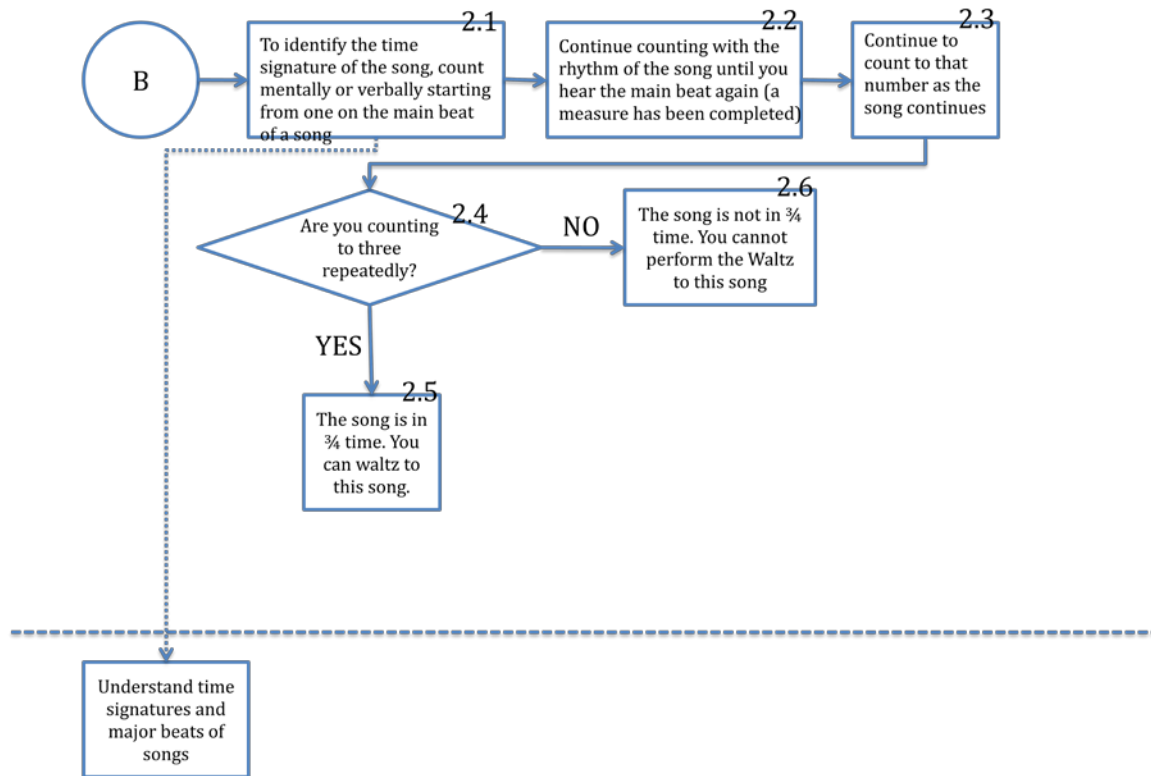 B
2.1
To identify the time
signature of the song, count
mentally or verbally starting
from one on the main beat
of a song
2.2
Continue counting with the
rhythm of the song until you
hear the main beat again (a
measure has been completed)
2.3
Continue to
count to that
number as the
song continues
2.4
Are you counting
to three
repeatedly?
NO
2.6
The song is not in ¾
time. You cannot
perform the Waltz
to this song
YES
2.5
The song is in
¾ time. You
can waltz to
this song.
Understand time
signatures and
major beats of
songs